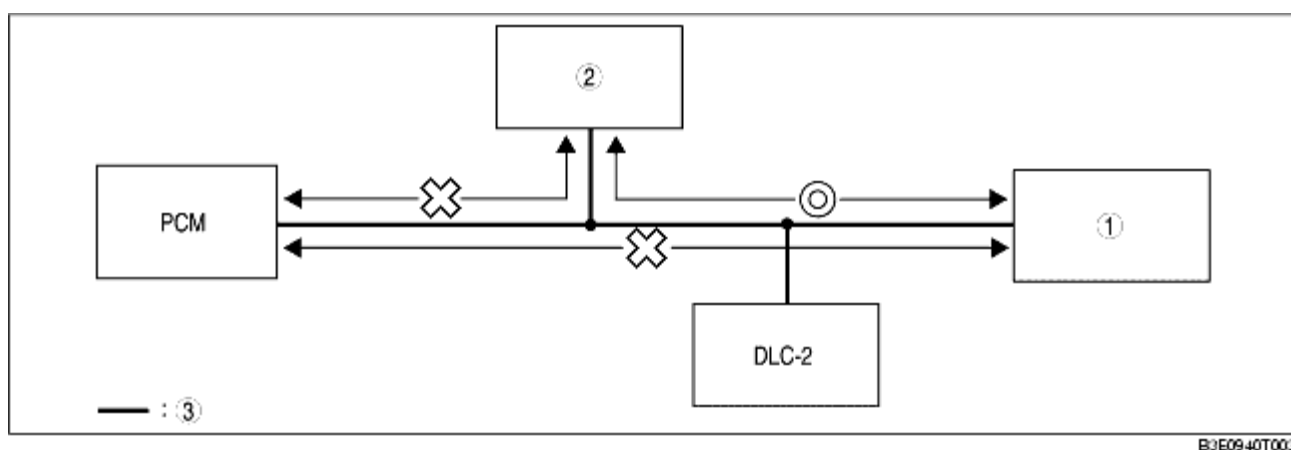 ②
PCM
①
DLC-2
: ③
B3E0940T003